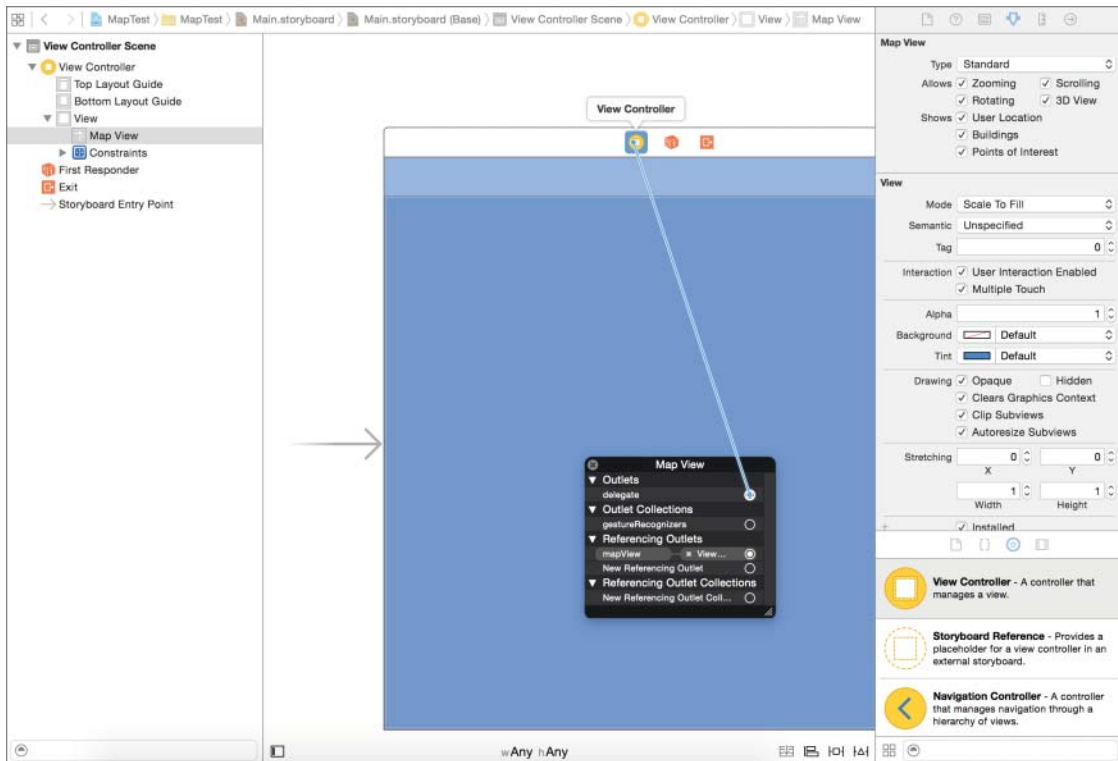 MapTest
MapTest
Main.storyboard
Main.storyboard (Base)
View Controller Scene
View Controller
View
Map View
View Controller Scene
View Controller
Top Layout Guide
Bottom Layout Guide
View
Map View
Constraints
First Responder
Exit
Storyboard Entry Point
View Controller
Map View
Outlets
delegate
Outlet Collections
gestureRecognizers
Referencing Outlets
mapView View...
New Referencing Outlet
Referencing Outlet Collections
New Referencing Outlet Coll...
wAny hAny
Map View
Type Standard
Allows Zooming Scrolling
Rotating 3D View
Shows User Location
Buildings
Points of Interest
View
Mode Scale To Fill
Semantic Unspecified
Tag 0
Interaction User Interaction Enabled
Multiple Touch
Alpha 1
Background Default
Tint Default
Drawing Opaque Hidden
Clears Graphics Context
Clip Subviews
Autoresize Subviews
Stretching 0 0
X Y
1 1
Width Height
Installed
View Controller - A controller that
manages a view.
Storyboard Reference - Provides a
placeholder for a view controller in an
external storyboard.
Navigation Controller - A controller
that manages navigation through a
hierarchy of views.